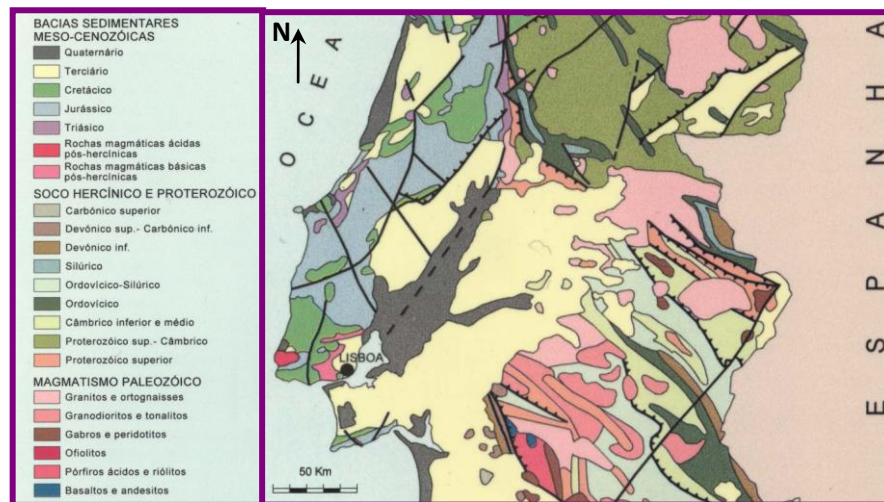 BACIAS SEDIMENTARES
MESO-CENOZÓICAS
Quaternário
Terciário
Cretácico
Jurássico
Triásico
Rochas magmáticas ácidas
pós-hercínicas
Rochas magmáticas básicas
pós-hercínicas
SOCO HERCÍNICO E PROTEROZÓICO
Carbónico superior
Devónico sup.- Carbónico inf.
Devónico inf.
Silúrico
Ordovícico-Silúrico
Ordovícico
Câmbrico inferior e médio
Proterozóico sup.- Câmbrico
Proterozóico superior
MAGMATISMO PALEOZÓICO
Granitos e ortognaisses
Granodioritos e tonalitos
Gabros e peridotitos
Ofiolitos
Pórfiros ácidos e riólitos
Basaltos e andesitos
N
OCEA
LISBOA
50 Km
ESPANHA